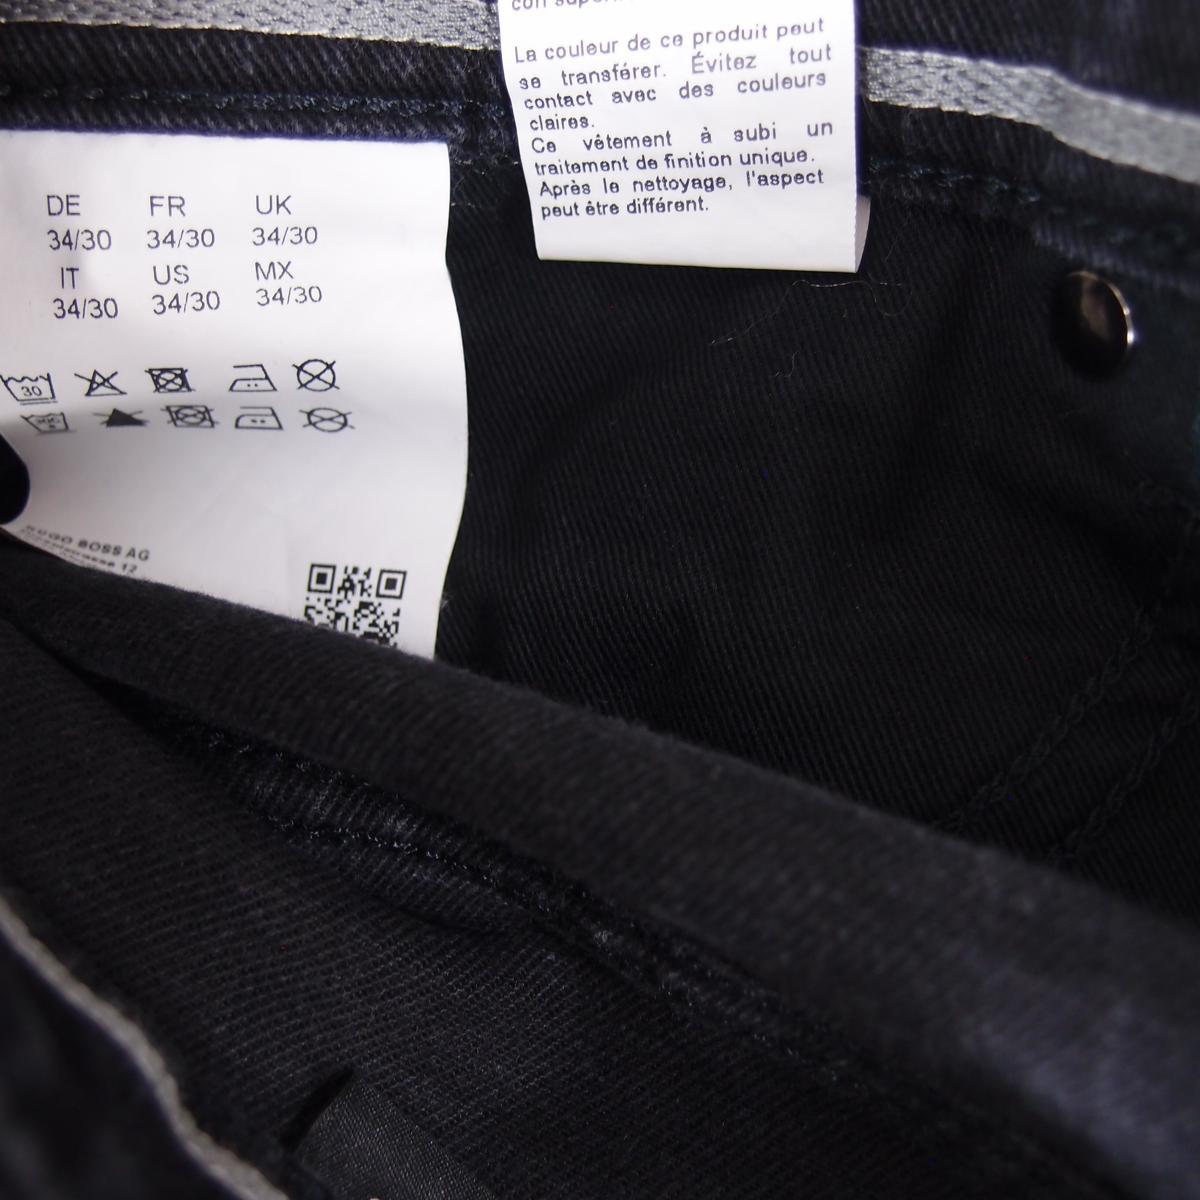 La couleur de ce produit peut
se transférer. Évitez tout
contact avec des couleurs
claires.
Ce vêtement à subi un
traitement de finition unique.
Après le nettoyage, l'aspect
peut être différent.
DE FR UK
34/30 34/30 34/30
IT US MX
34/30 34/30 34/30
30
HUGO BOSS AG
12